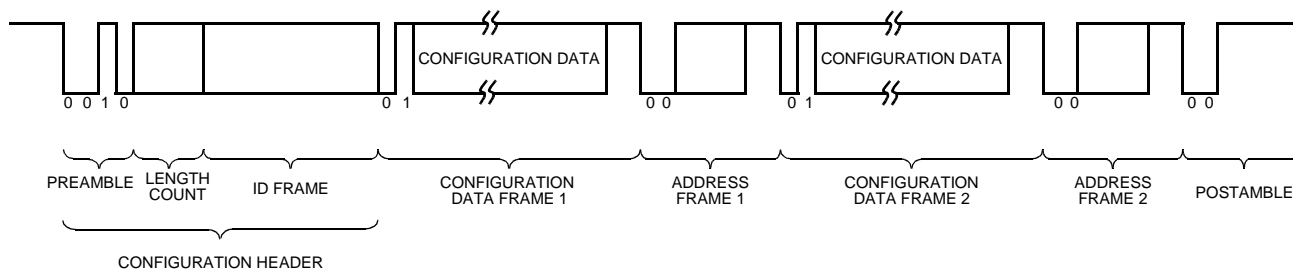 CONFIGURATION DATA
CONFIGURATION DATA
0 0 1 0
0 1
0 0
0 1
0 0
0 0
PREAMBLE
LENGTH
COUNT
ID FRAME
CONFIGURATION
DATA FRAME 1
ADDRESS
FRAME 1
CONFIGURATION
DATA FRAME 2
ADDRESS
FRAME 2
POSTAMBLE
CONFIGURATION HEADER